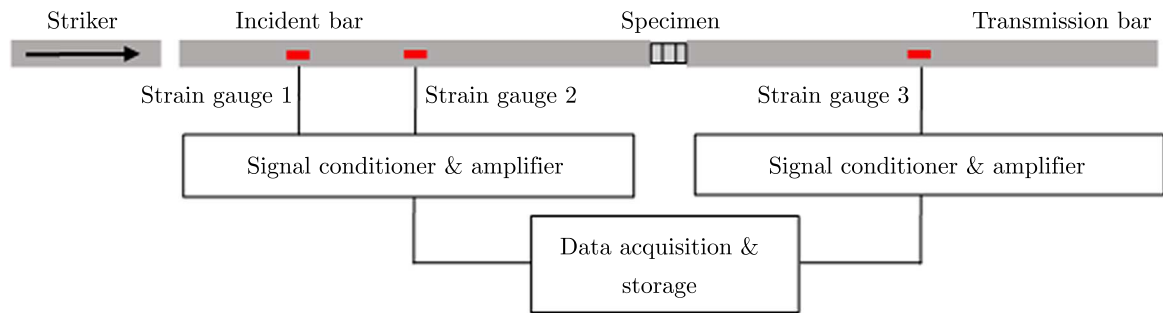 Striker
Incident bar
Specimen
Transmission bar
Strain gauge 1
Strain gauge 2
Strain gauge 3
Signal conditioner & amplifier
Signal conditioner & amplifier
Data acquisition &
storage